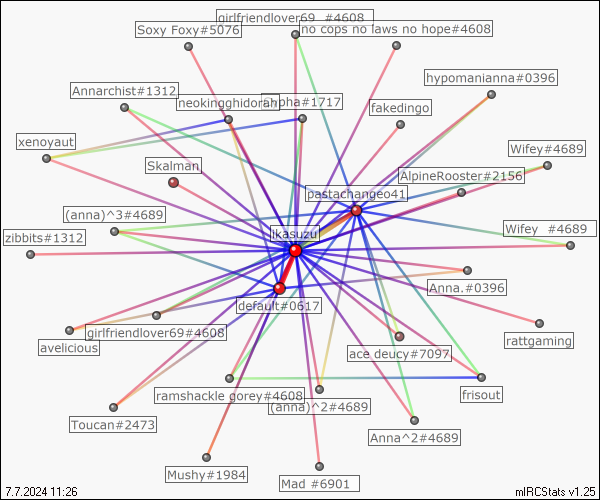 girlfriendlover69 #4608
Soxy Foxy#5076
no cops no laws no hope#4608
hypomanianna#0396
Annarchist#1312
neokingghidorah
#1717
fakedingo
xenoyaut
Wifey#4689
Skalman
AlpineRooster#2156
pastachangeo41
(anna)^3#4689
Wifey #4689
ikasuzu
zibbits#1312
Anna.#0396
default#0617
girlfriendlover69#4608
rattgaming
avelicious
ace deucy#7097
ramshackle gorey#4608
frisout
(anna)^2#4689
Toucan#2473
Anna^2#4689
Mushy#1984
Mad #6901
7.7.2024 11:26
mIRCStats v1.25